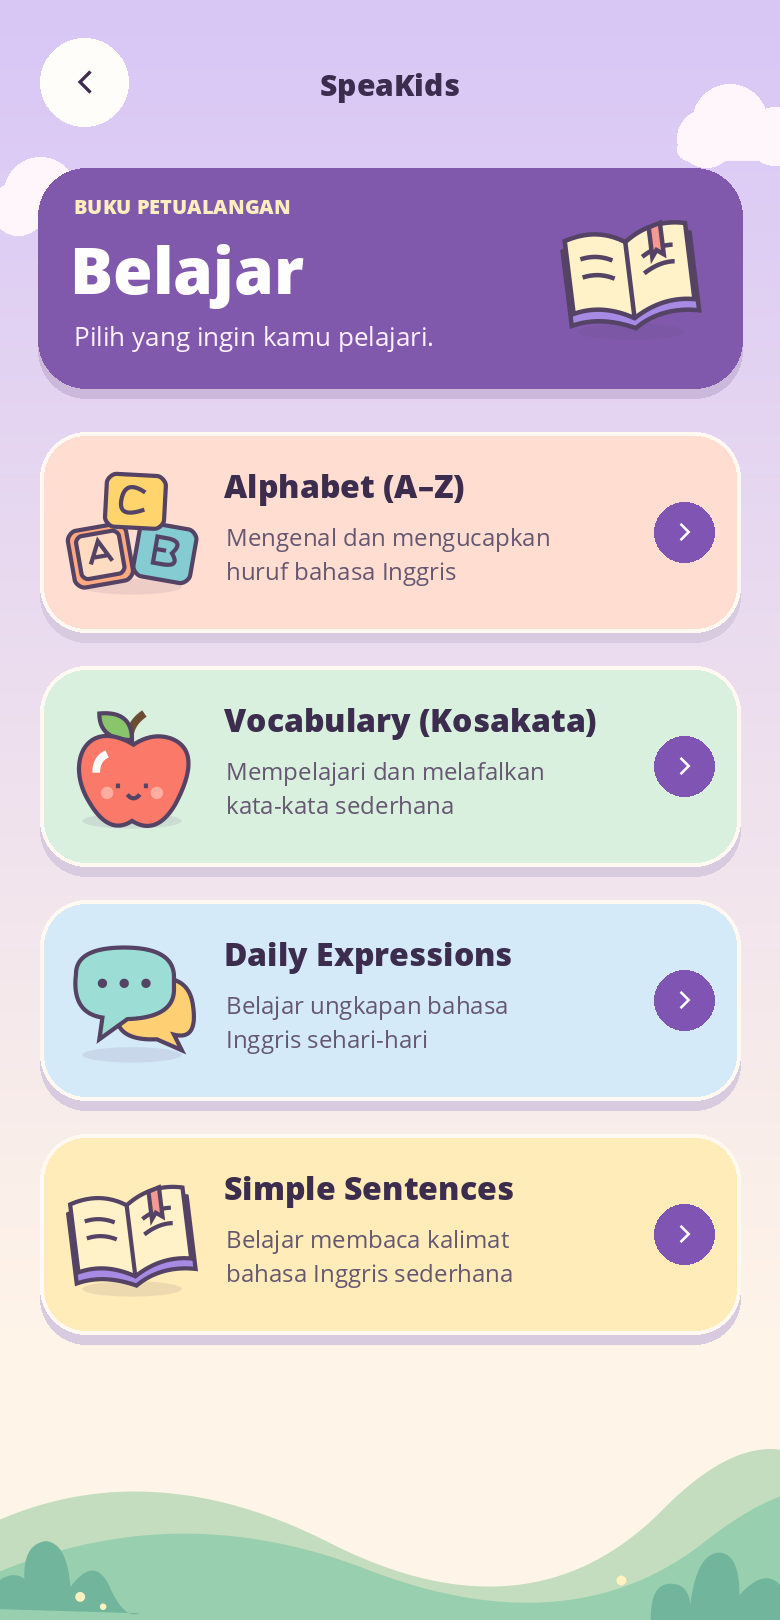 SpeaKids
BUKU PETUALANGAN
Belajar
Pilih yang ingin kamu pelajari.
C
A B
Alphabet (A–Z)
Mengenal dan mengucapkan
huruf bahasa Inggris
Vocabulary (Kosakata)
Mempelajari dan melafalkan
kata-kata sederhana
Daily Expressions
Belajar ungkapan bahasa
Inggris sehari-hari
Simple Sentences
Belajar membaca kalimat
bahasa Inggris sederhana